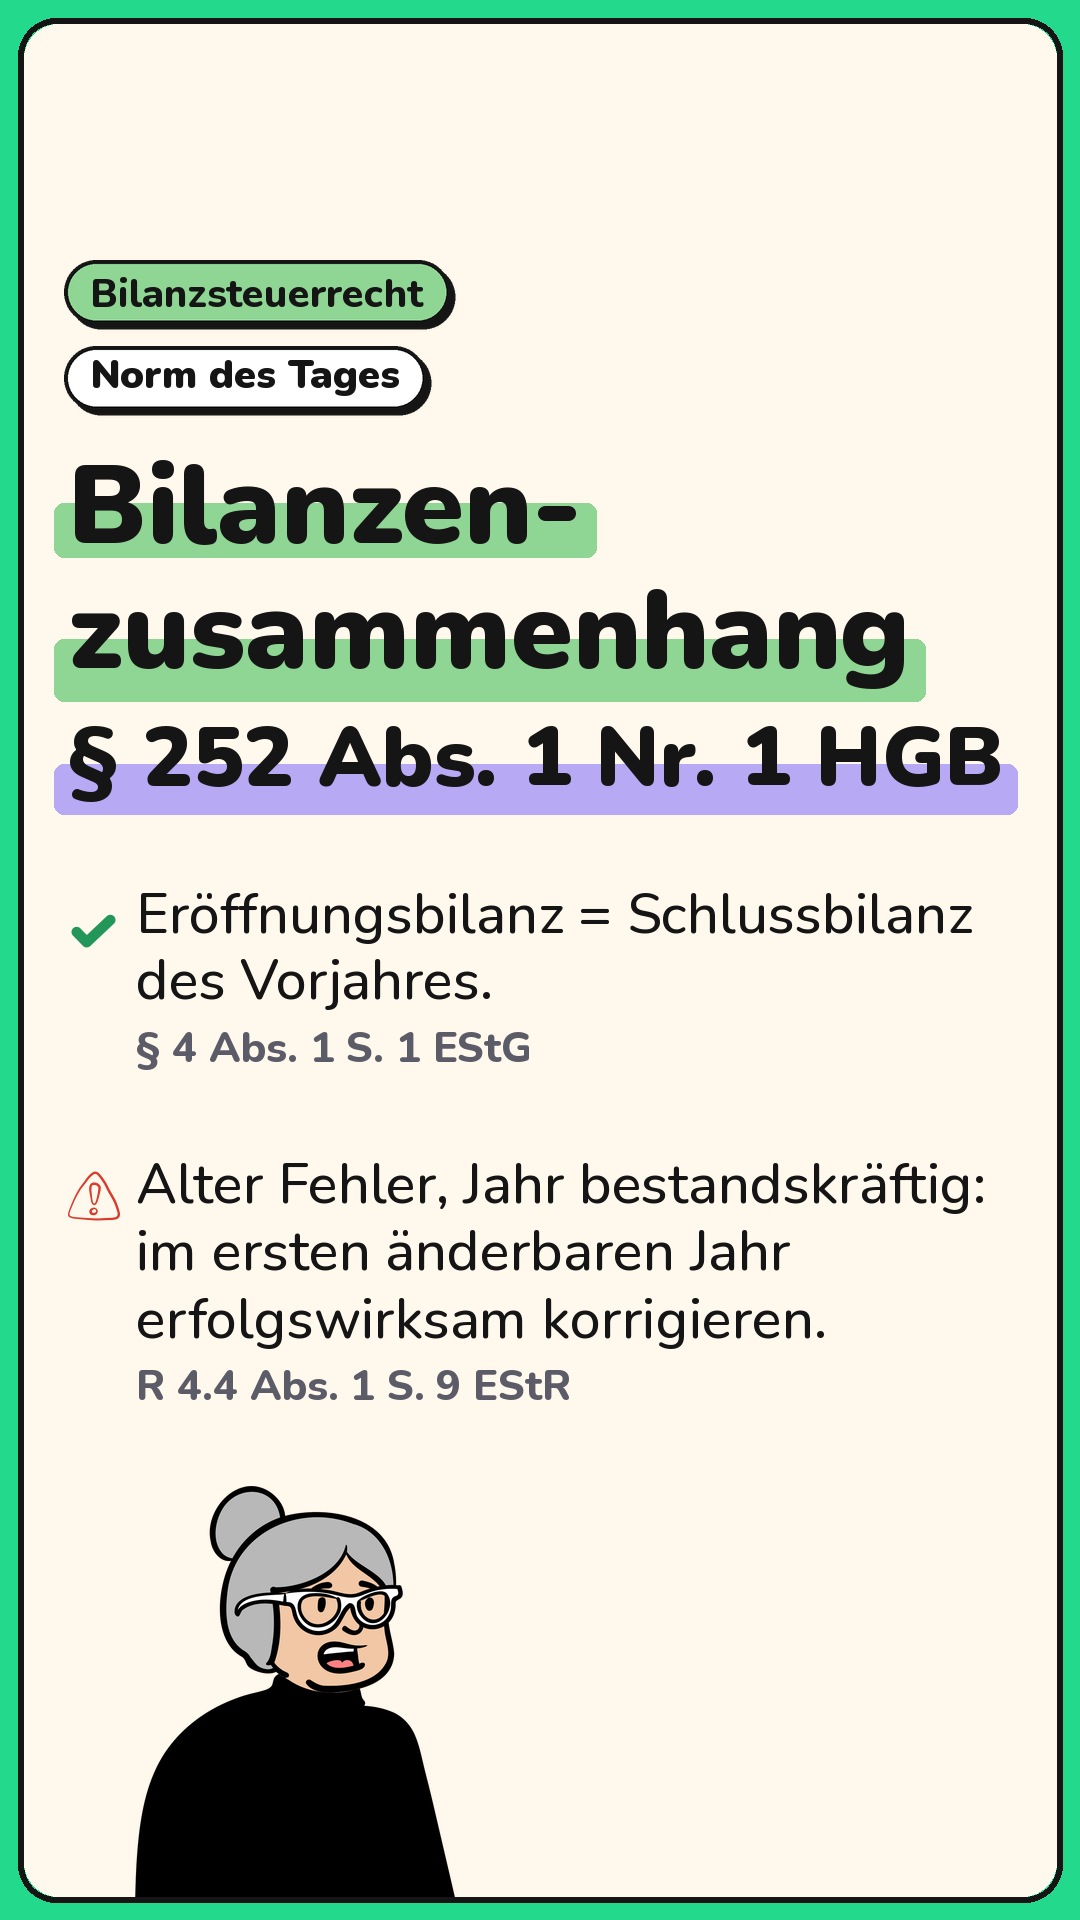 Bilanzsteuerrecht
Norm des Tages
Bilanzen-
zusammenhang
§ 252 Abs. 1 Nr. 1 HGB
Eröffnungsbilanz = Schlussbilanz
des Vorjahres.
§ 4 Abs. 1 S. 1 EStG
Alter Fehler, Jahr bestandskräftig:
im ersten änderbaren Jahr
erfolgswirksam korrigieren.
R 4.4 Abs. 1 S. 9 EStR